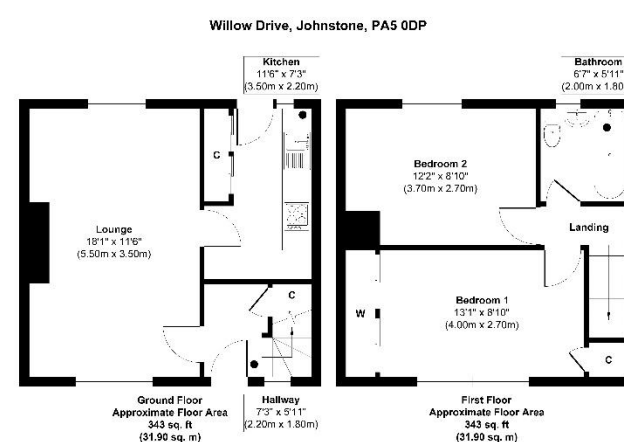 Willow Drive, Johnstone, PA5 0DP
Kitchen
11'6" x 7'3"
(3.50m x 2.20m)
Bathroom
6'7" x 5'11"
(2.00m x 1.80
C
Lounge
18'1" x 11'6"
(5.50m x 3.50m)
C
Bedroom 2
12'2" x 8'10"
(3.70m x 2.70m)
Landing
W
Bedroom 1
13'1" x 8'10"
(4.00m x 2.70m)
C
Ground Floor
Approximate Floor Area
343 sq. ft
(31.90 sq. m)
Hallway
7'3" x 5'11"
(2.20m x 1.80m)
First Floor
Approximate Floor Area
343 sq. ft
(31.90 sq. m)